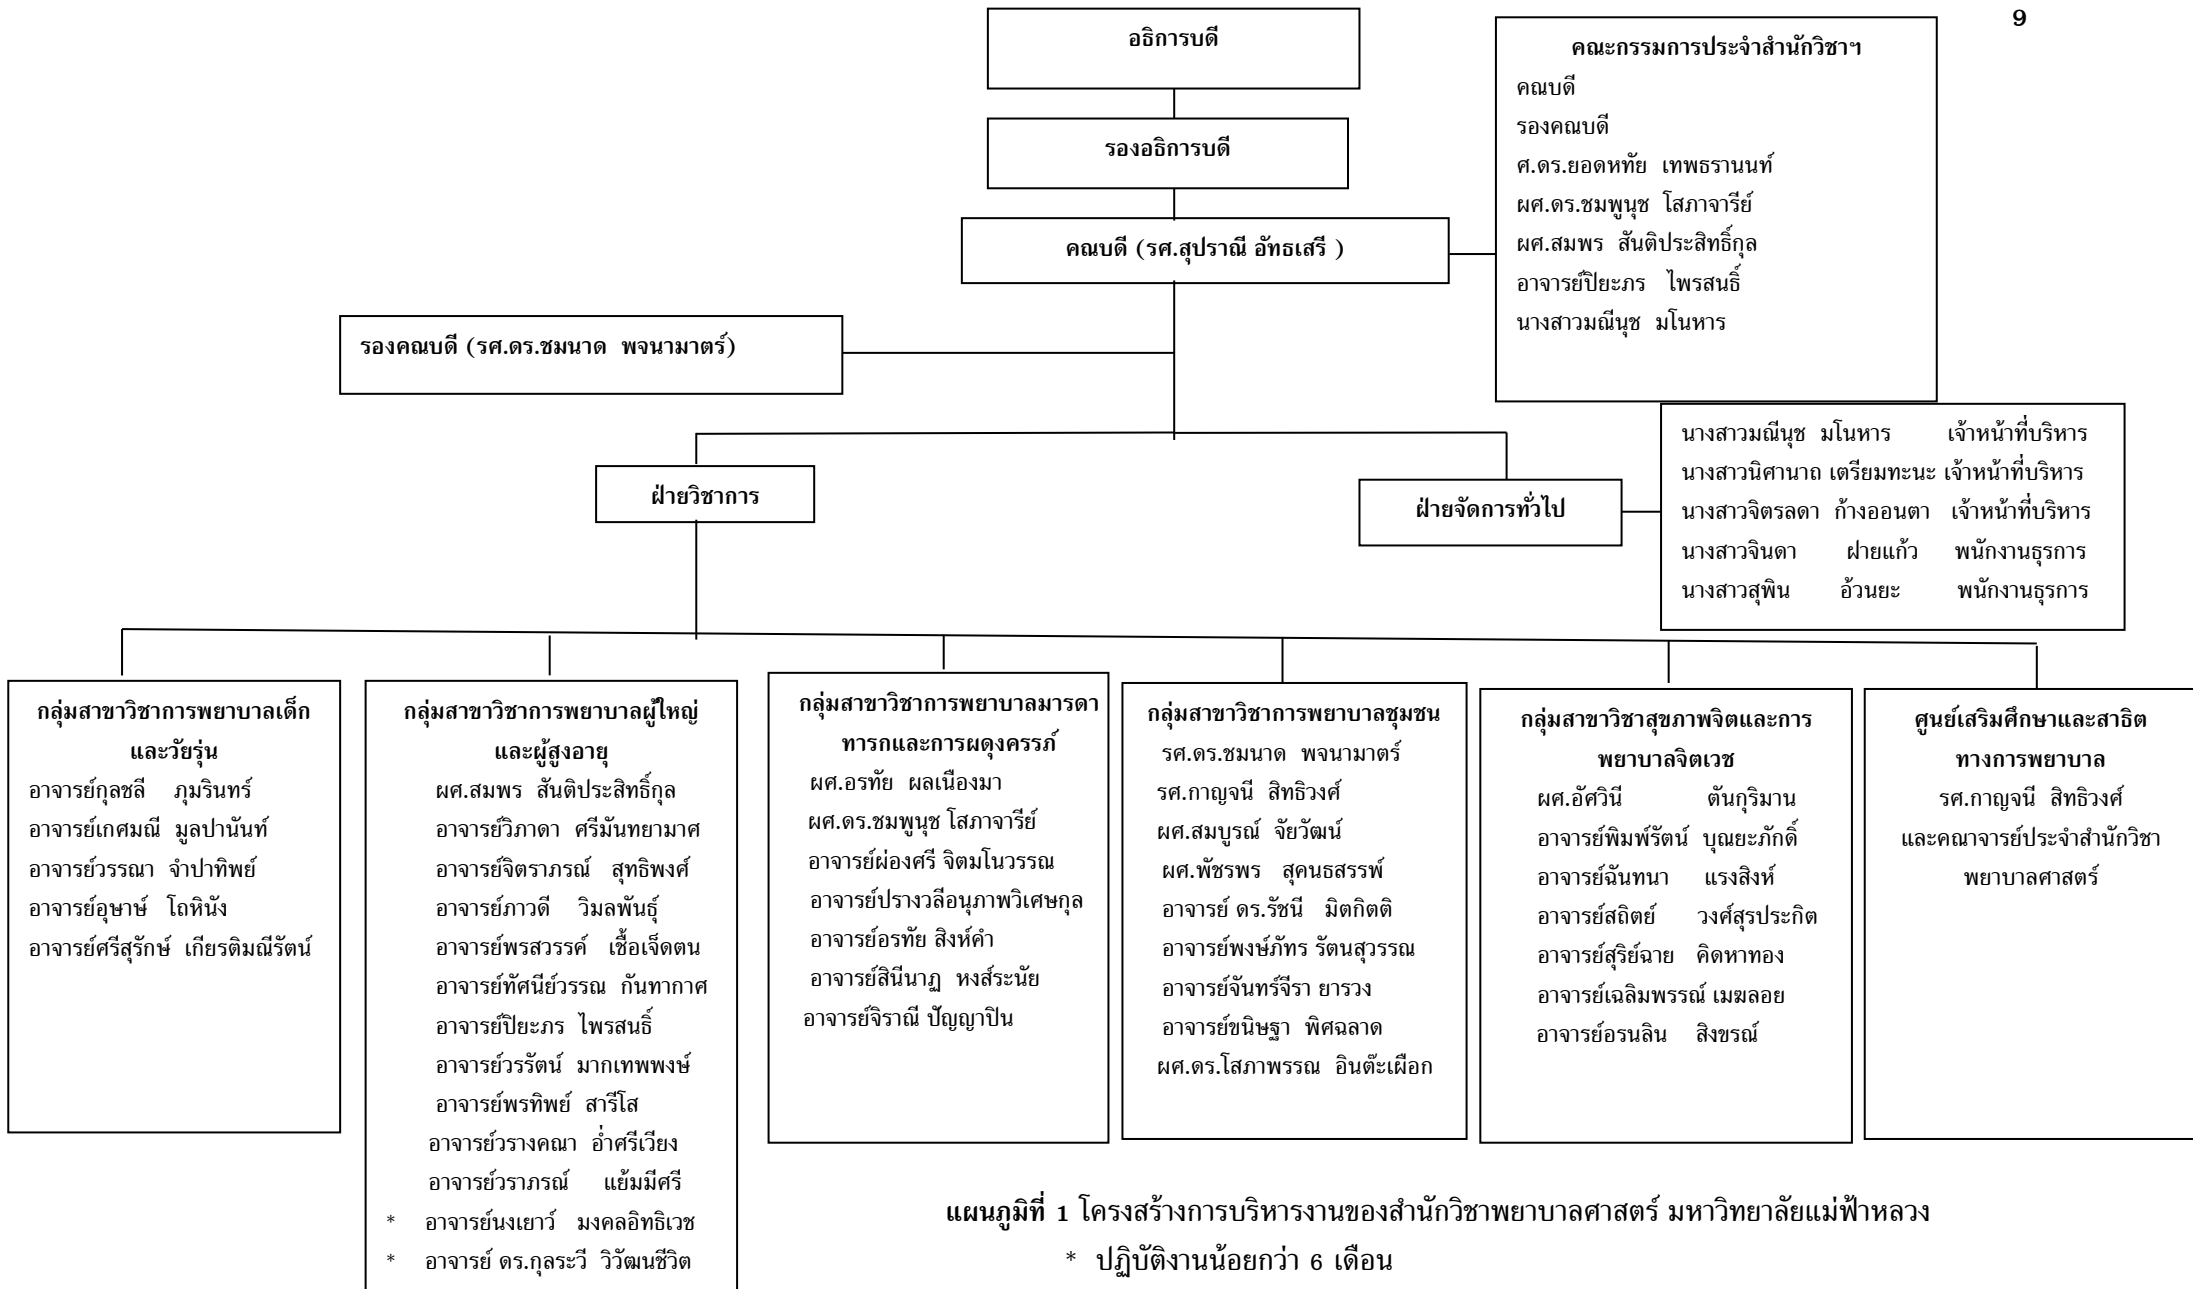 9
อธิการบดี
รองอธิการบดี
คณบดี (รศ.สุปราณี อัทธเสรี )
คณะกรรมการประจำสำนักวิชาฯ
คณบดี
รองคณบดี
ศ.ดร.ยอดหทัย เทพธรานนท์
ผศ.ดร.ชมพูนุช โสภาจารีย์
ผศ.สมพร สันติประสิทธิ์กุล
อาจารย์ปิยะภร ไพรสนธิ์
นางสาวมณีนุช มโนหาร
รองคณบดี (รศ.ดร.ชมนาด พจนามาตร์)
ฝ่ายวิชาการ
ฝ่ายจัดการทั่วไป
นางสาวมณีนุช มโนหาร เจ้าหน้าที่บริหาร
นางสาวนิศานาถ เตรียมทะนะ เจ้าหน้าที่บริหาร
นางสาวจิตรลดา ก้างออนตา เจ้าหน้าที่บริหาร
นางสาวจินดา ฝายแก้ว พนักงานธุรการ
นางสาวสุพิน อ้วนยะ พนักงานธุรการ
กลุ่มสาขาวิชาการพยาบาลเด็ก
และวัยรุ่น
อาจารย์กุลชลี ภุมรินทร์
อาจารย์เกศมณี มูลปานันท์
อาจารย์วรรณา จำปาทิพย์
อาจารย์อุษาษ์ โถหินัง
อาจารย์ศรีสุรักษ์ เกียรติมณีรัตน์
กลุ่มสาขาวิชาการพยาบาลผู้ใหญ่
และผู้สูงอายุ
ผศ.สมพร สันติประสิทธิ์กุล
อาจารย์วิภาดา ศรีมันทยามาศ
อาจารย์จิตราภรณ์ สุทธิพงศ์
อาจารย์ภาวดี วิมลพันธุ์
อาจารย์พรสวรรค์ เชื้อเจ็ดตน
อาจารย์ทัศนีย์วรรณ กันทากาศ
อาจารย์ปิยะภร ไพรสนธิ์
อาจารย์วรรัตน์ มากเทพพงษ์
อาจารย์พรทิพย์ สารีโส
อาจารย์วรางคณา อ่ำศรีเวียง
อาจารย์วราภรณ์ แย้มมีศรี
* อาจารย์นงเยาว์ มงคลอิทธิเวช
* อาจารย์ ดร.กุลระวี วิวัฒนชีวิต
กลุ่มสาขาวิชาการพยาบาลมารดา
ทารกและการผดุงครรภ์
ผศ.อรทัย ผลเนืองมา
ผศ.ดร.ชมพูนุช โสภาจารีย์
อาจารย์ผ่องศรี จิตมโนวรรณ
อาจารย์ปรางวลีอนุภาพวิเศษกุล
อาจารย์อรทัย สิงห์คำ
อาจารย์สินีนาฏ หงส์ระนัย
อาจารย์จิราณี ปัญญาปิน
กลุ่มสาขาวิชาการพยาบาลชุมชน
รศ.ดร.ชมนาด พจนามาตร์
รศ.กาญจนี สิทธิวงศ์
ผศ.สมบูรณ์ จัยวัฒน์
ผศ.พัชรพร สุคนธสรรพ์
อาจารย์ ดร.รัชนี มิตกิตติ
อาจารย์พงษ์ภัทร รัตนสุวรรณ
อาจารย์จันทร์จีรา ยารวง
อาจารย์ขนิษฐา พิศฉลาด
ผศ.ดร.โสภาพรรณ อินต๊ะเผือก
กลุ่มสาขาวิชาสุขภาพจิตและการ
พยาบาลจิตเวช
ผศ.อัศวินี ตันกุริมาน
อาจารย์พิมพ์รัตน์ บุณยะภักดิ์
อาจารย์ฉันทนา แรงสิงห์
อาจารย์สถิตย์ วงศ์สุรประกิต
อาจารย์สุริย์ฉาย คิดหาทอง
อาจารย์เฉลิมพรรณ์ เมฆลอย
อาจารย์อรนลิน สิงขรณ์
ศูนย์เสริมศึกษาและสาธิต
ทางการพยาบาล
รศ.กาญจนี สิทธิวงศ์
และคณาจารย์ประจำสำนักวิชา
พยาบาลศาสตร์
แผนภูมิที่ 1 โครงสร้างการบริหารงานของสำนักวิชาพยาบาลศาสตร์ มหาวิทยาลัยแม่ฟ้าหลวง
* ปฏิบัติงานน้อยกว่า 6 เดือน